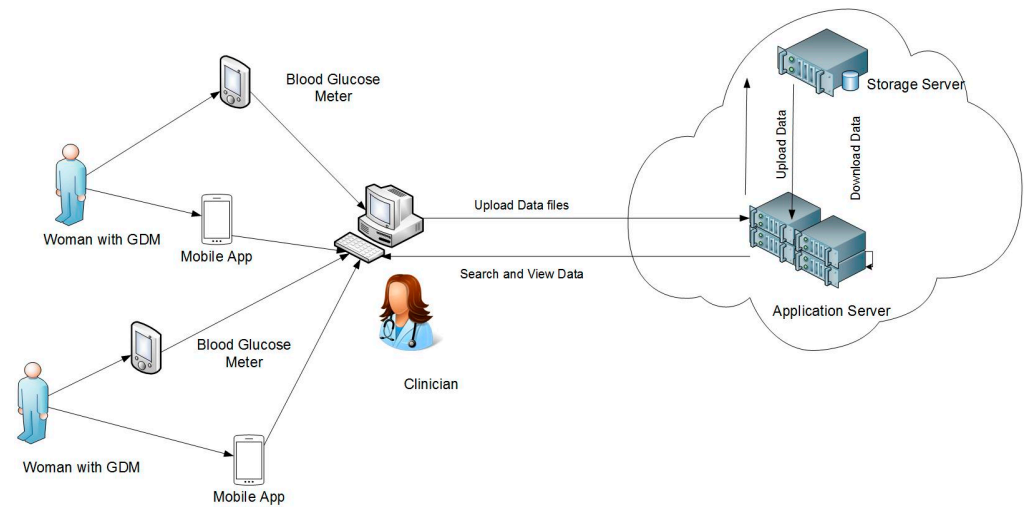 Blood Glucose
Meter
Storage Server
Upload Data
Download Data
Woman with GDM
Mobile App
Upload Data files
Search and View Data
Application Server
Blood Glucose
Meter
Clinician
Woman with GDM
Mobile App